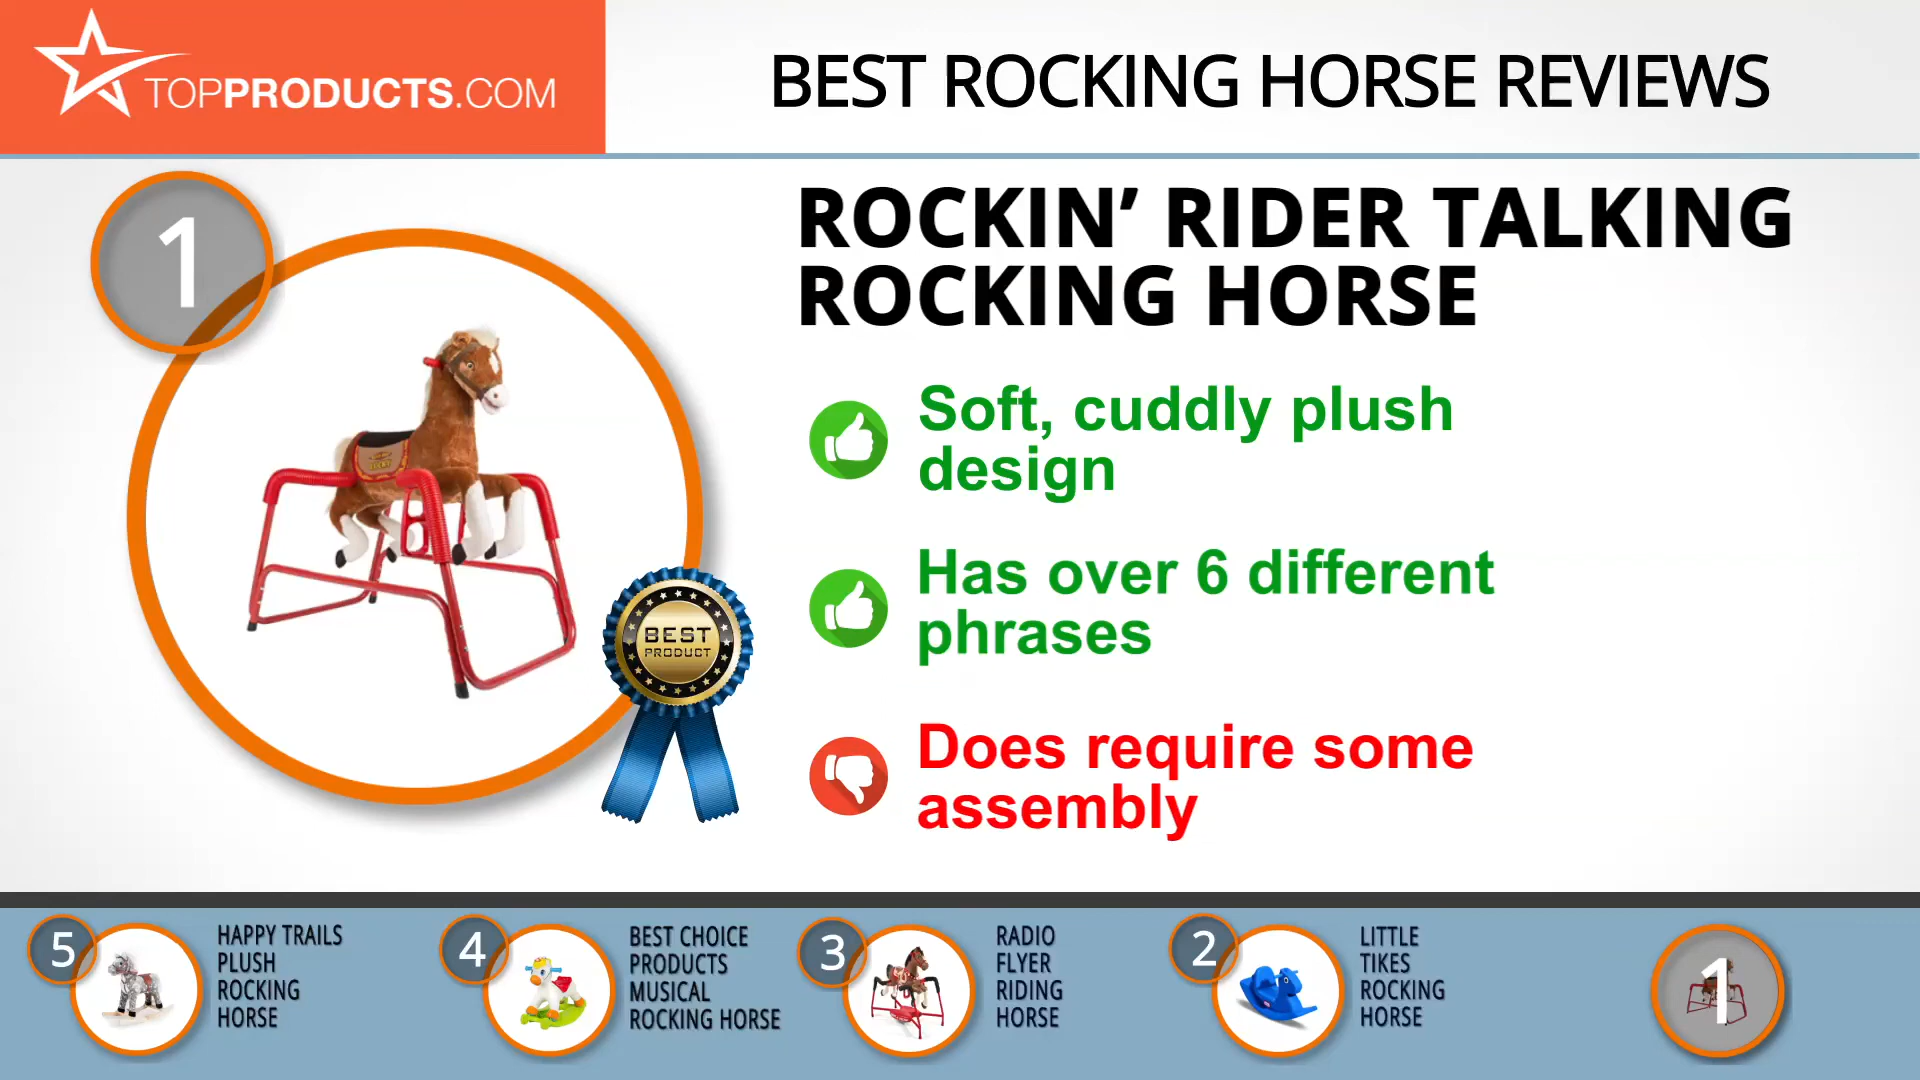 TOPPRODUCTS.COM
BEST ROCKING HORSE REVIEWS
1
ROCKIN’ RIDER TALKING
ROCKING HORSE
Soft, cuddly plush
design
Has over 6 different
phrases
Does require some
assembly
BEST
PRODUCT
5
HAPPY TRAILS
PLUSH
ROCKING
HORSE
4
BEST CHOICE
PRODUCTS
MUSICAL
ROCKING HORSE
3
RADIO
FLYER
RIDING
HORSE
2
LITTLE
TIKES
ROCKING
HORSE
1